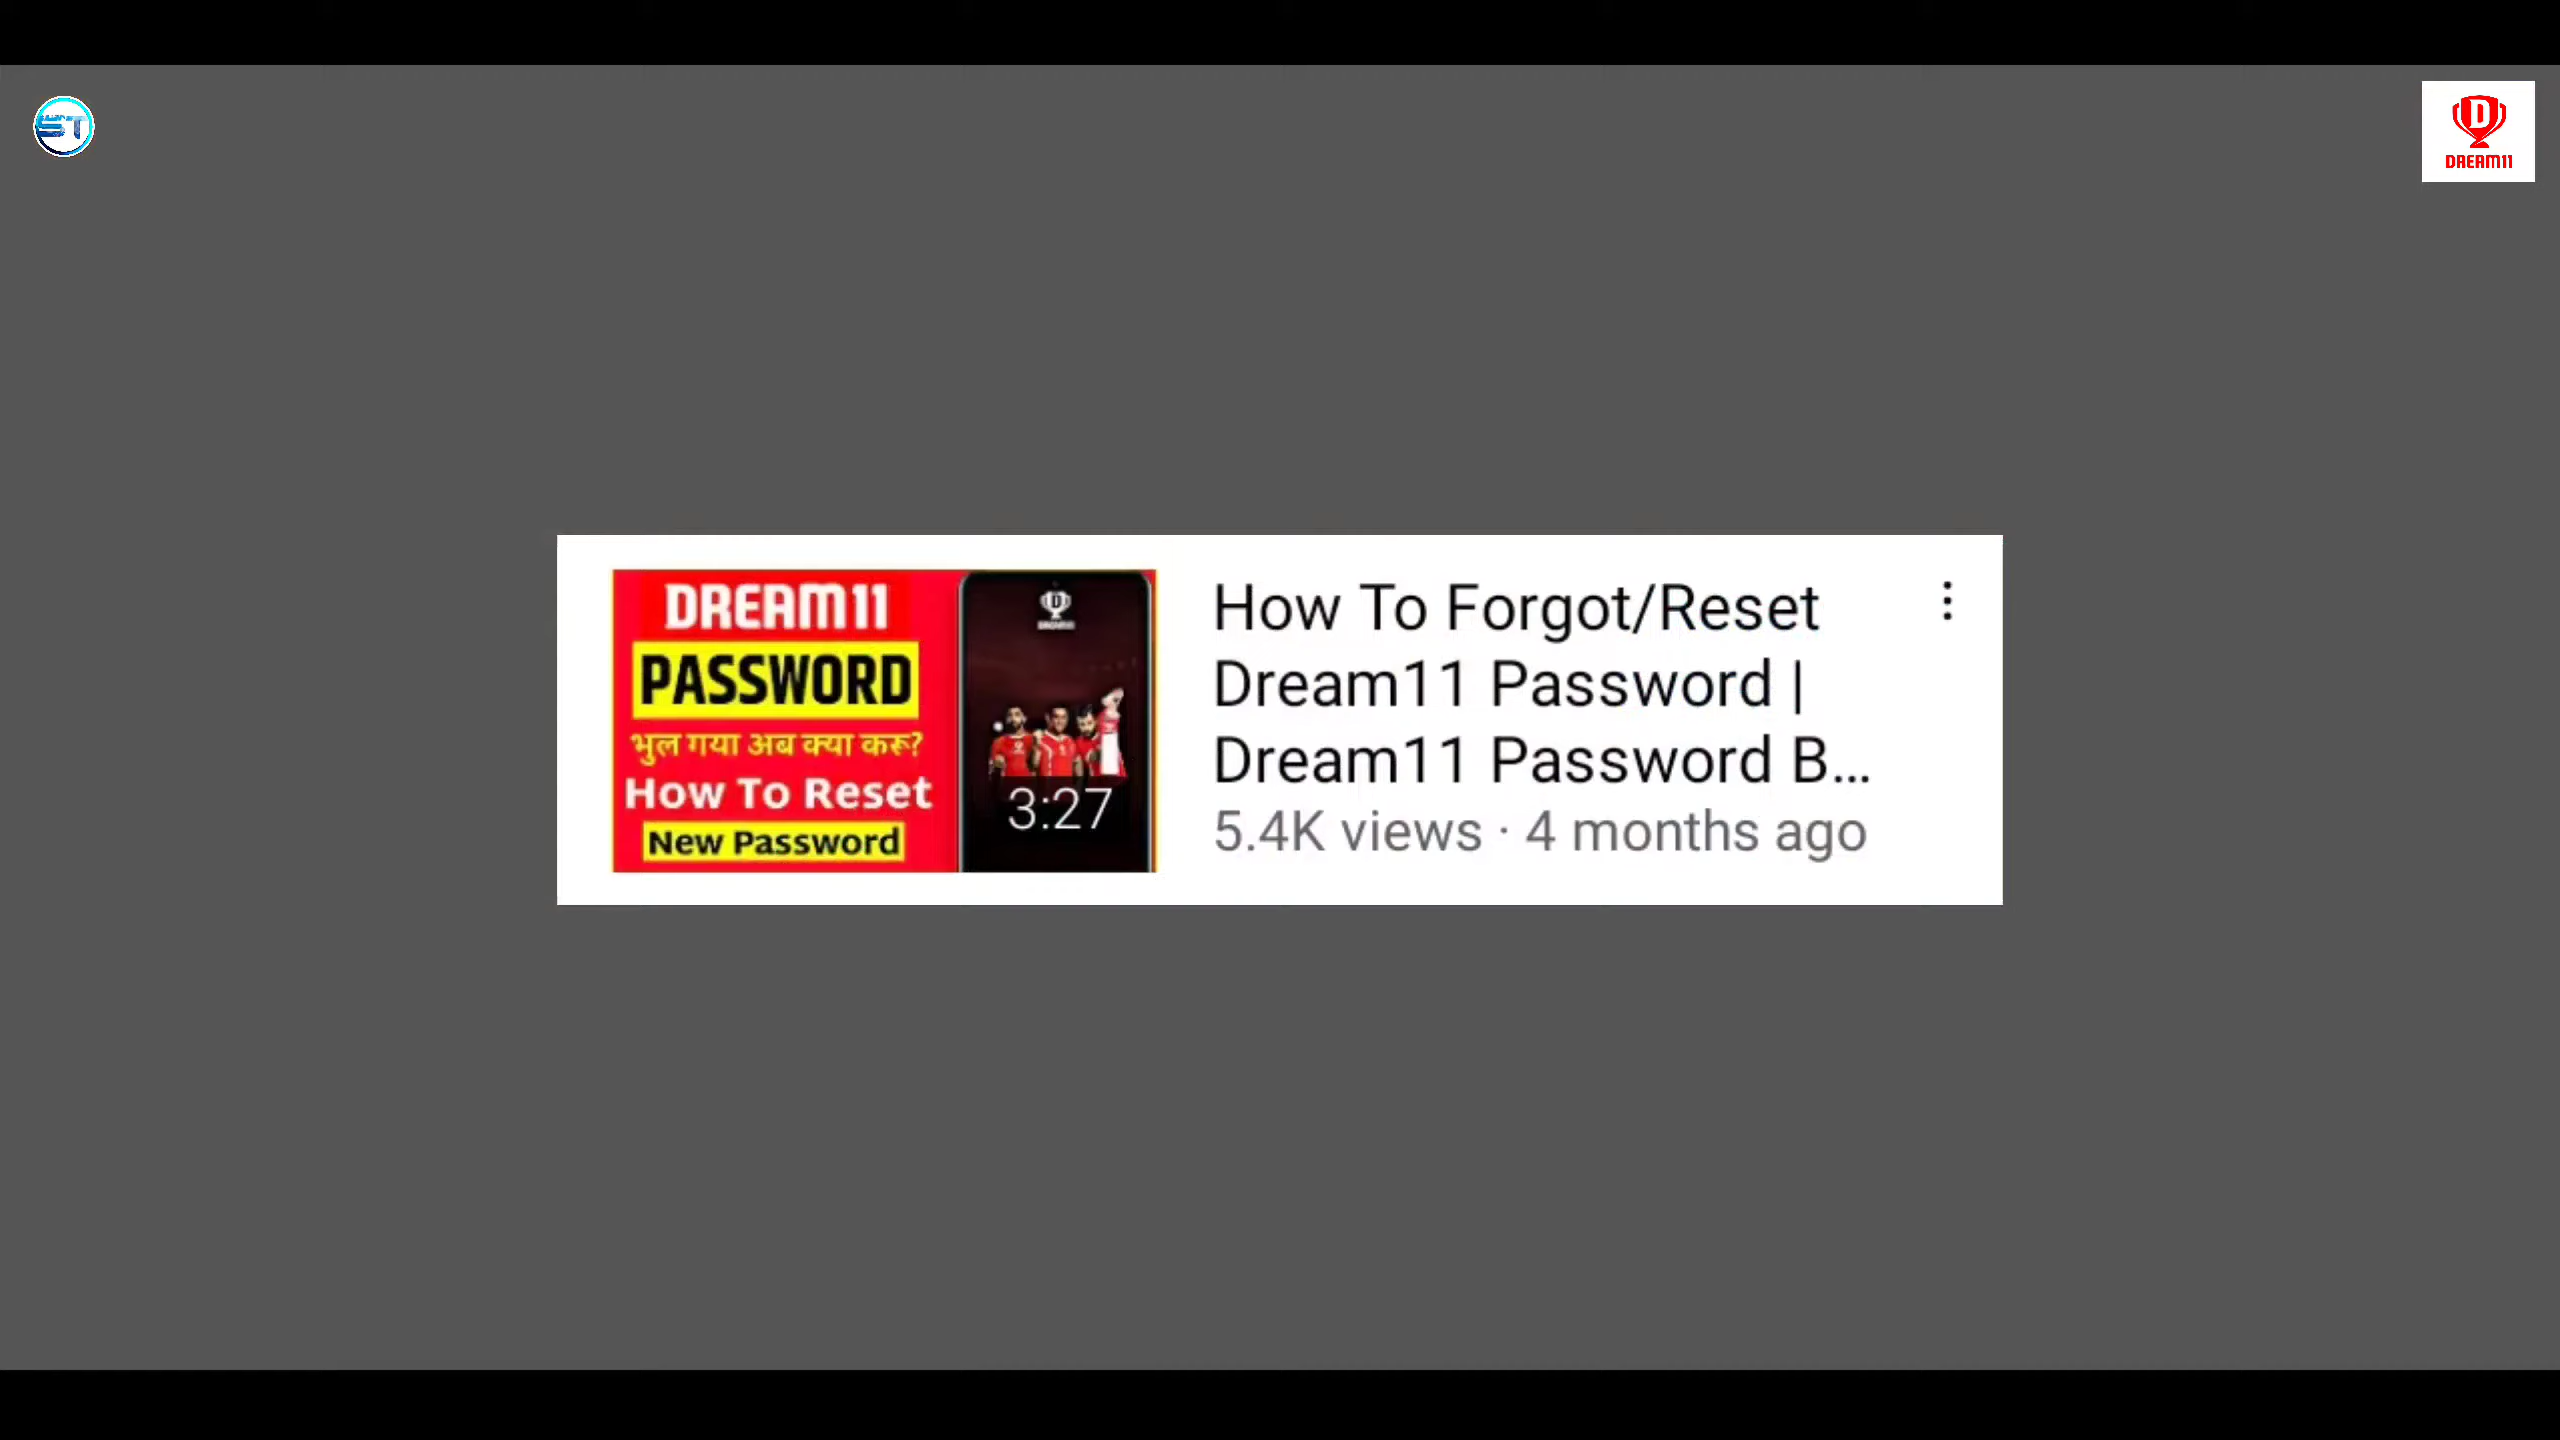 ST
DREAM11
DREAM11
PASSWORD
भुल गया अब क्या करू?
How To Reset
New Password
3:27
How To Forgot/Reset
Dream11 Password |
Dream11 Password B...
5.4K views · 4 months ago